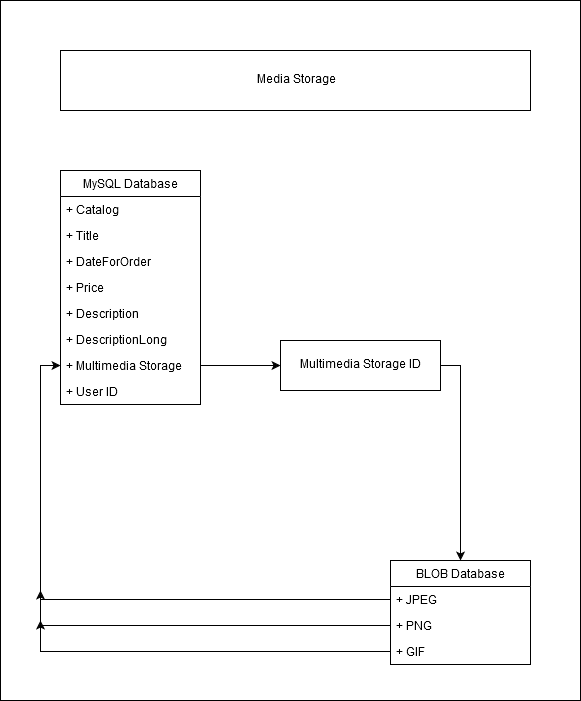 Media Storage
MySQL Database
+ Catalog
+ Title
+ DateForOrder
+ Price
+ Description
+ DescriptionLong
+ Multimedia Storage
+ User ID
Multimedia Storage ID
BLOB Database
+ JPEG
+ PNG
+ GIF